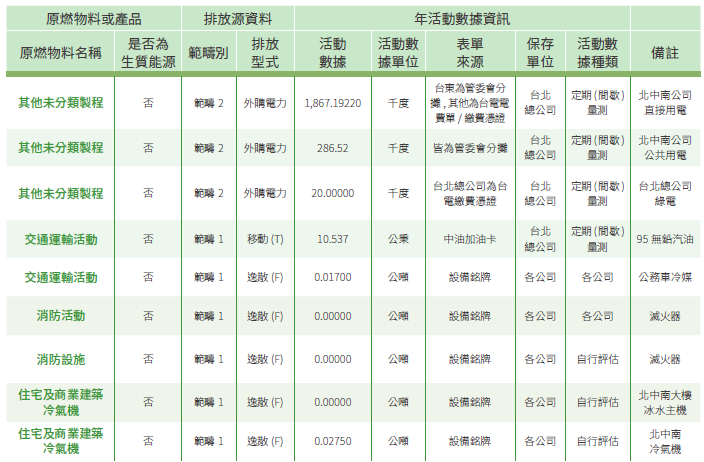 原燃物料或產品 排放源資料 年活動數據資訊
原燃物料名稱 是否為生質能源 範疇別 排放型式 活動數據 活動數據單位 表單來源 保存單位 活動數據種類 備註
其他未分類製程 否 範疇 2 外購電力 1,867.19220 千度 台東為管委會分攤 , 其他為台電電費單 / 繳費憑證 台北總公司 定期 ( 間歇 ) 量測 北中南公司直接用電
其他未分類製程 否 範疇 2 外購電力 286.52 千度 皆為管委會分攤 台北總公司 定期 ( 間歇 ) 量測 北中南公司公共用電
其他未分類製程 否 範疇 2 外購電力 20.00000 千度 台北總公司為台電繳費憑證 台北總公司 定期 ( 間歇 ) 量測 台北總公司綠電
交通運輸活動 否 範疇 1 移動 (T) 10.537 公秉 中油加油卡 台北總公司 定期 ( 間歇 ) 量測 95 無鉛汽油
交通運輸活動 否 範疇 1 逸散 (F) 0.01700 公噸 設備銘牌 各公司 各公司 公務車冷媒
消防活動 否 範疇 1 逸散 (F) 0.00000 公噸 設備銘牌 各公司 各公司 滅火器
消防設施 否 範疇 1 逸散 (F) 0.00000 公噸 設備銘牌 各公司 自行評估 滅火器
住宅及商業建築冷氣機 否 範疇 1 逸散 (F) 0.00000 公噸 設備銘牌 各公司 自行評估 北中南大樓冰水主機
住宅及商業建築冷氣機 否 範疇 1 逸散 (F) 0.02750 公噸 設備銘牌 各公司 自行評估 北中南冷氣機